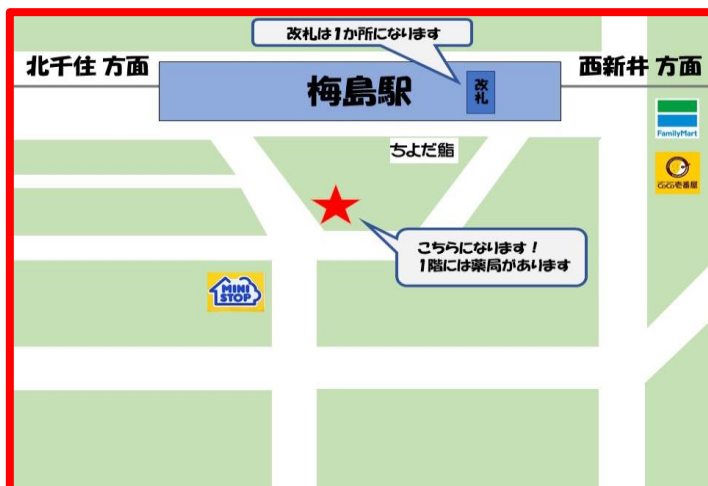 改札は1か所になります
北千住 方面
西新井 方面
梅島駅
改札
FamilyMart
ちよだ鮨
CoCo壱番屋
こちらになります！
1階には薬局があります
MINI
STOP